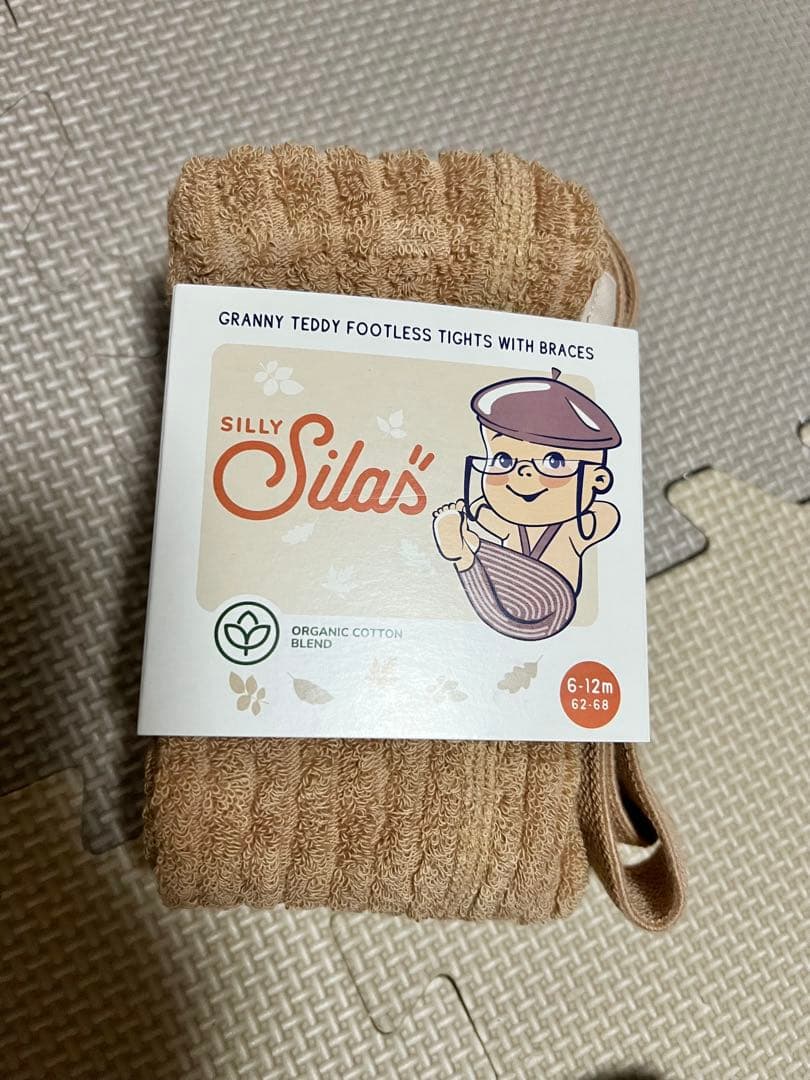 GRANNY TEDDY FOOTLESS TIGHTS WITH BRACES
SILLY
Silas
ORGANIC COTTON
BLEND
6-12m
62-68